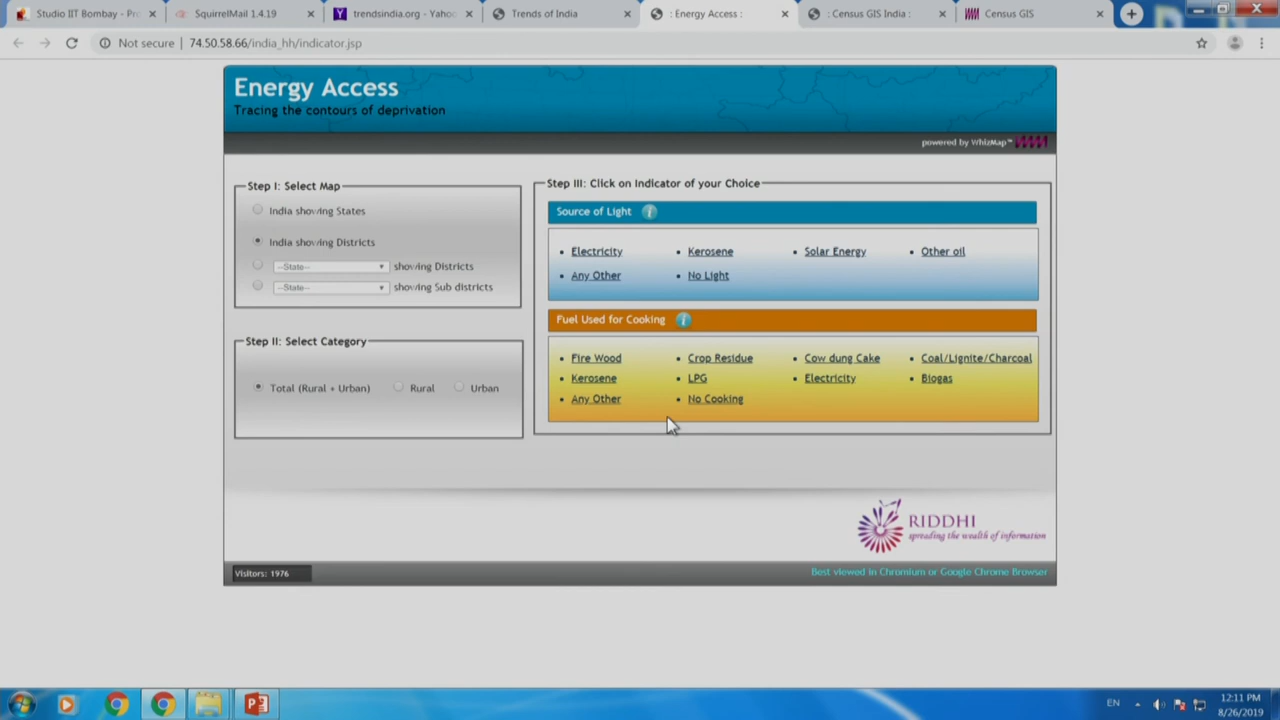 Studio IIT Bombay - Pro
SquirrelMail 1.4.19
trendsindia.org - Yahoo
Trends of India
: Energy Access :
: Census GIS India :
Census GIS
Not secure | 74.50.58.66/india_hh/indicator.jsp
Energy Access
Tracing the contours of deprivation
powered by WhizMap™
Step I: Select Map
India showing States
India showing Districts
--State-- showing Districts
--State-- showing Sub districts
Step II: Select Category
Total (Rural + Urban) Rural Urban
Step III: Click on Indicator of your Choice
Source of Light i
Electricity Kerosene Solar Energy Other oil
Any Other No Light
Fuel Used for Cooking i
Fire Wood Crop Residue Cow dung Cake Coal/Lignite/Charcoal
Kerosene LPG Electricity Biogas
Any Other No Cooking
RIDDHI
spreading the wealth of information
Visitors: 1976
Best viewed in Chromium or Google Chrome Browser
EN
12:11 PM
8/26/2019